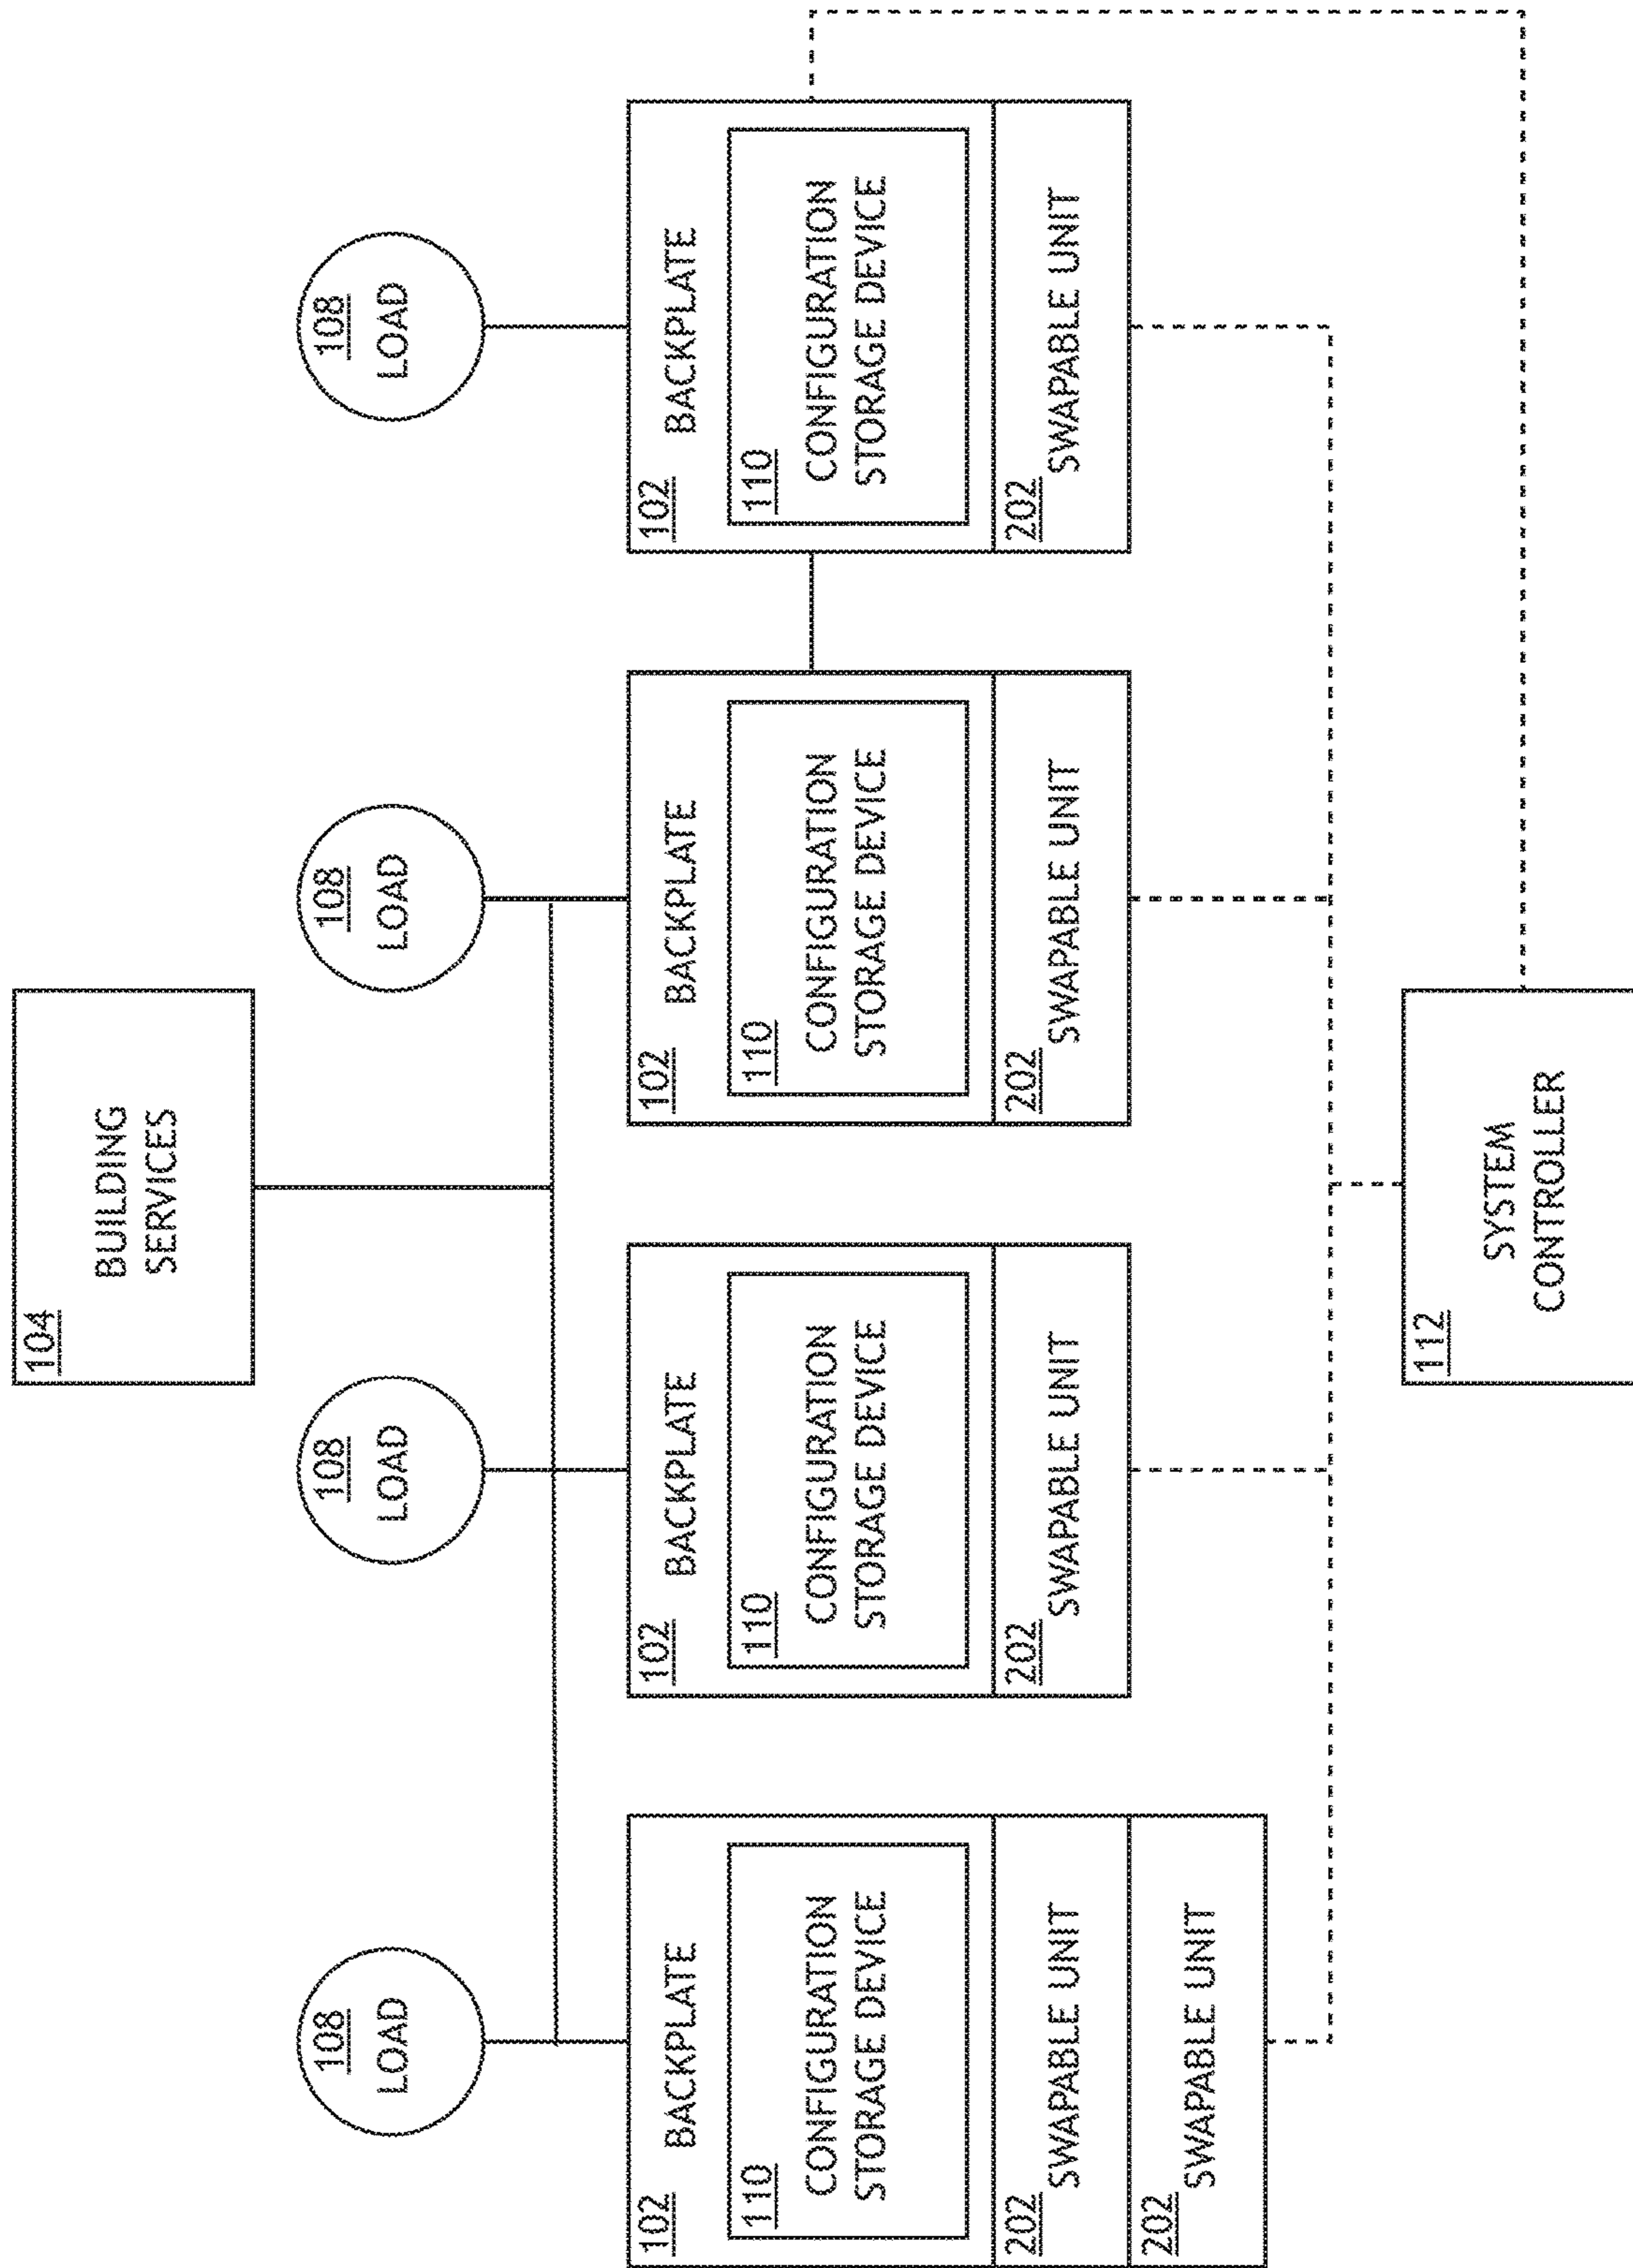 104
BUILDING
SERVICES
108
LOAD
108
LOAD
108
LOAD
108
LOAD
102
BACKPLATE
110
CONFIGURATION
STORAGE DEVICE
202
SWAPABLE UNIT
202
SWAPABLE UNIT
102
BACKPLATE
110
CONFIGURATION
STORAGE DEVICE
202
SWAPABLE UNIT
102
BACKPLATE
110
CONFIGURATION
STORAGE DEVICE
202
SWAPABLE UNIT
102
BACKPLATE
110
CONFIGURATION
STORAGE DEVICE
202
SWAPABLE UNIT
112
SYSTEM
CONTROLLER